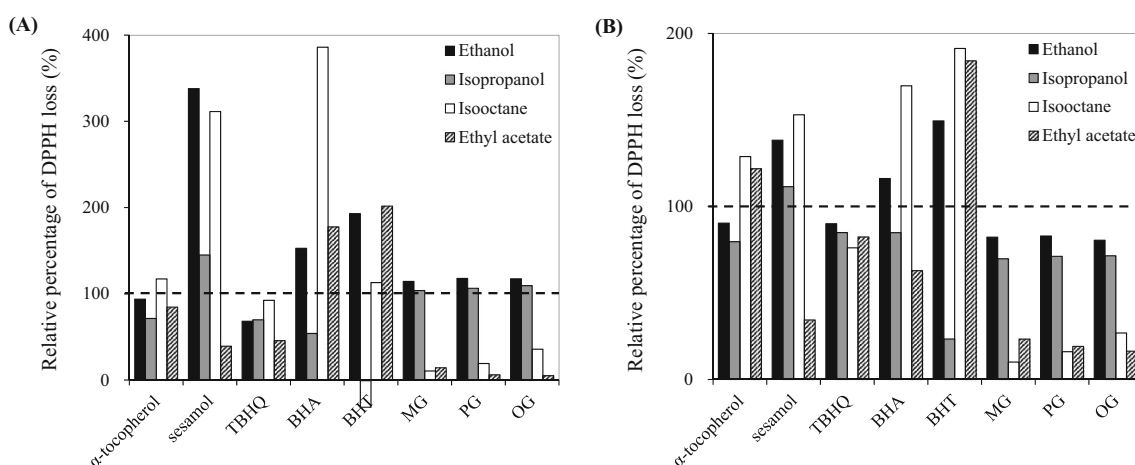 (A)
Relative percentage of DPPH loss (%)
400
300
200
100
0
Ethanol
Isopropanol
Isooctane
Ethyl acetate
α-tocopherol
sesamol
TBHQ
BHA
BHT
MG
PG
OG
(B)
Relative percentage of DPPH loss (%)
200
100
0
Ethanol
Isopropanol
Isooctane
Ethyl acetate
α-tocopherol
sesamol
TBHQ
BHA
BHT
MG
PG
OG